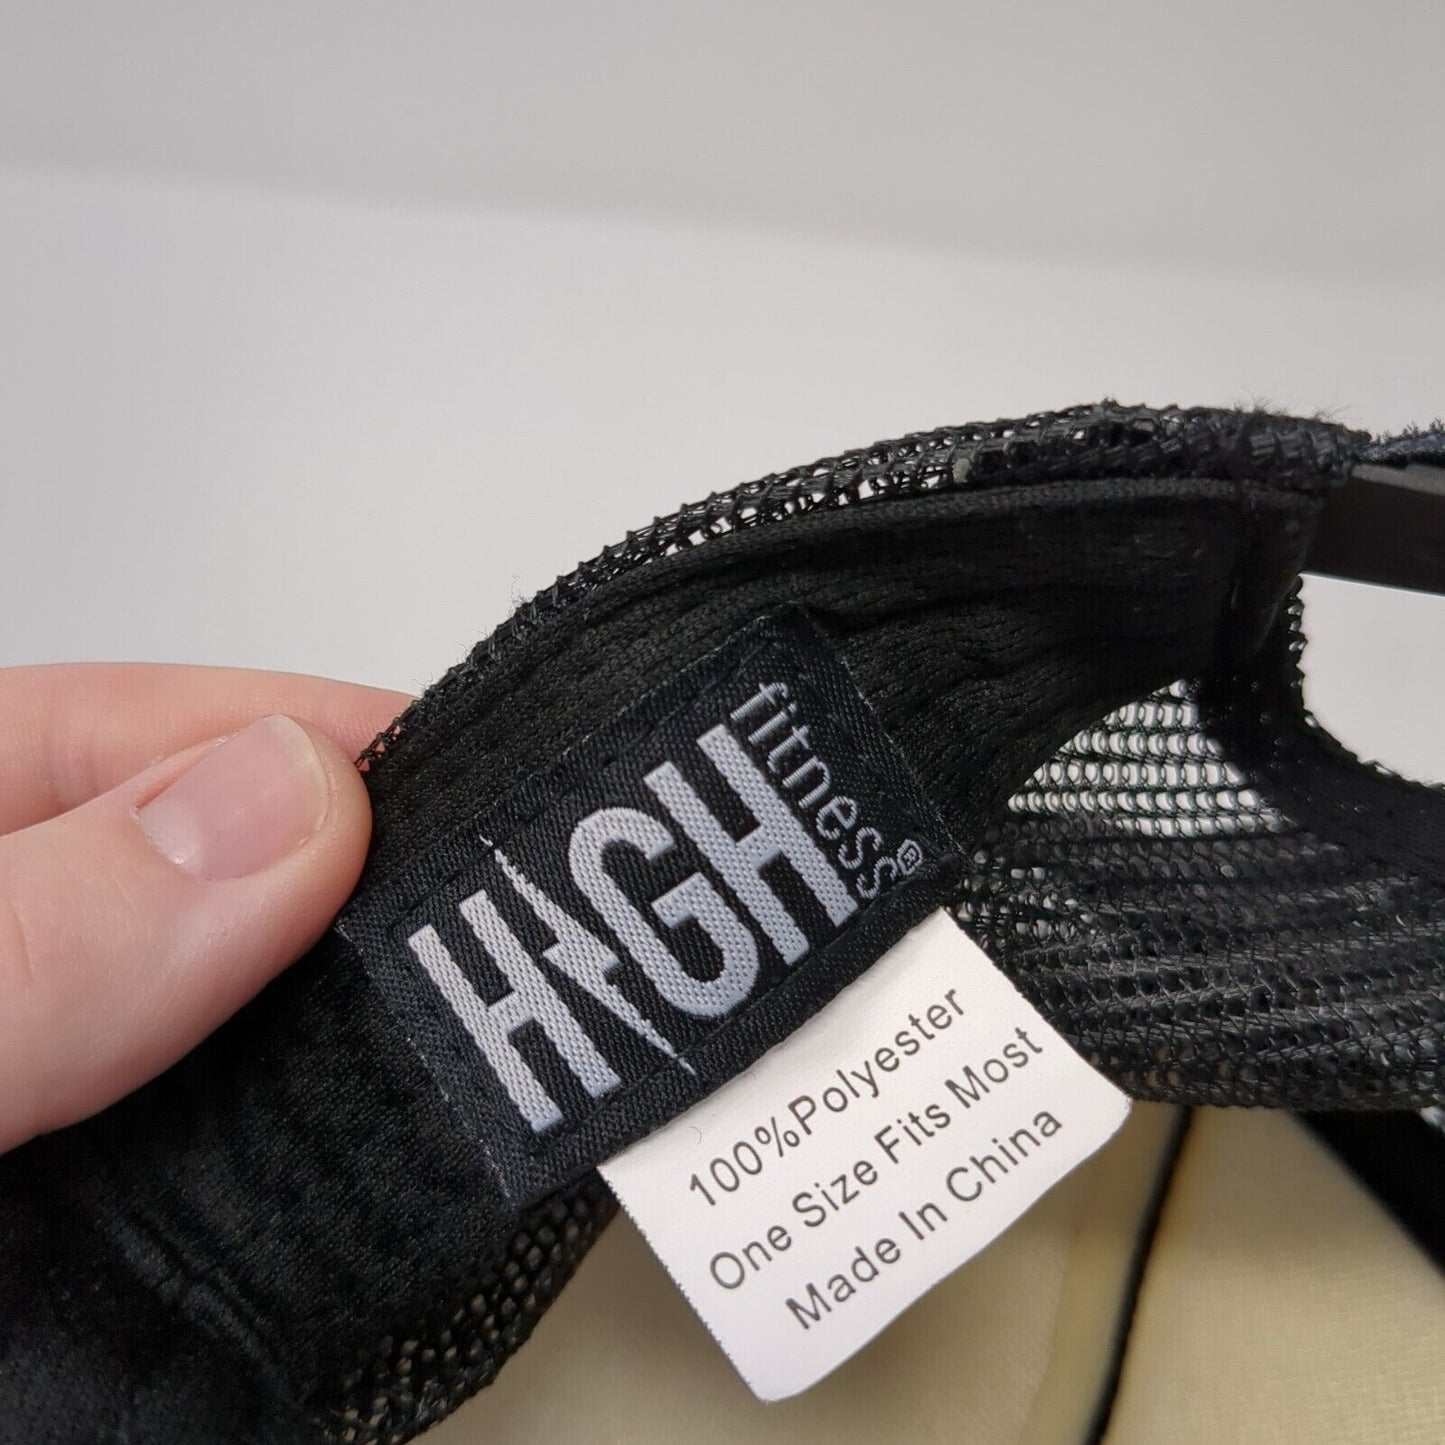 HIGH
fitness®
100%Polyester
One Size Fits Most
Made In China